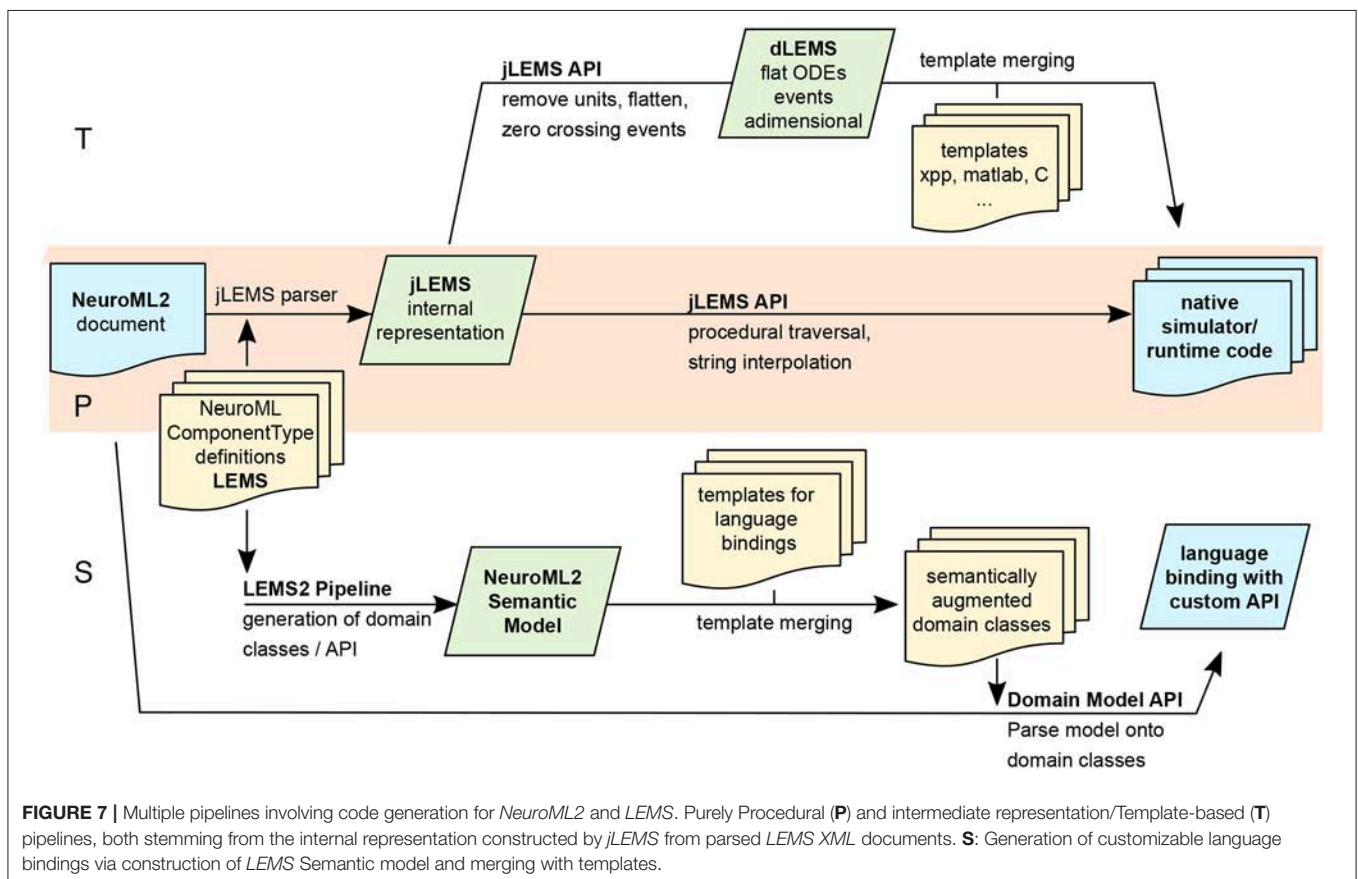 T
jLEMS API
remove units, flatten,
zero crossing events
dLEMS
flat ODEs
events
adimensional
template merging
templates
xpp, matlab, C
...
NeuroML2
document
jLEMS parser
jLEMS
internal
representation
jLEMS API
procedural traversal,
string interpolation
native
simulator/
runtime code
P
NeuroML
ComponentType
definitions
LEMS
S
LEMS2 Pipeline
generation of domain
classes / API
NeuroML2
Semantic
Model
templates for
language
bindings
template merging
semantically
augmented
domain classes
language
binding with
custom API
Domain Model API
Parse model onto
domain classes
FIGURE 7 | Multiple pipelines involving code generation for NeuroML2 and LEMS. Purely Procedural (P) and intermediate representation/Template-based (T)
pipelines, both stemming from the internal representation constructed by jLEMS from parsed LEMS XML documents. S: Generation of customizable language
bindings via construction of LEMS Semantic model and merging with templates.